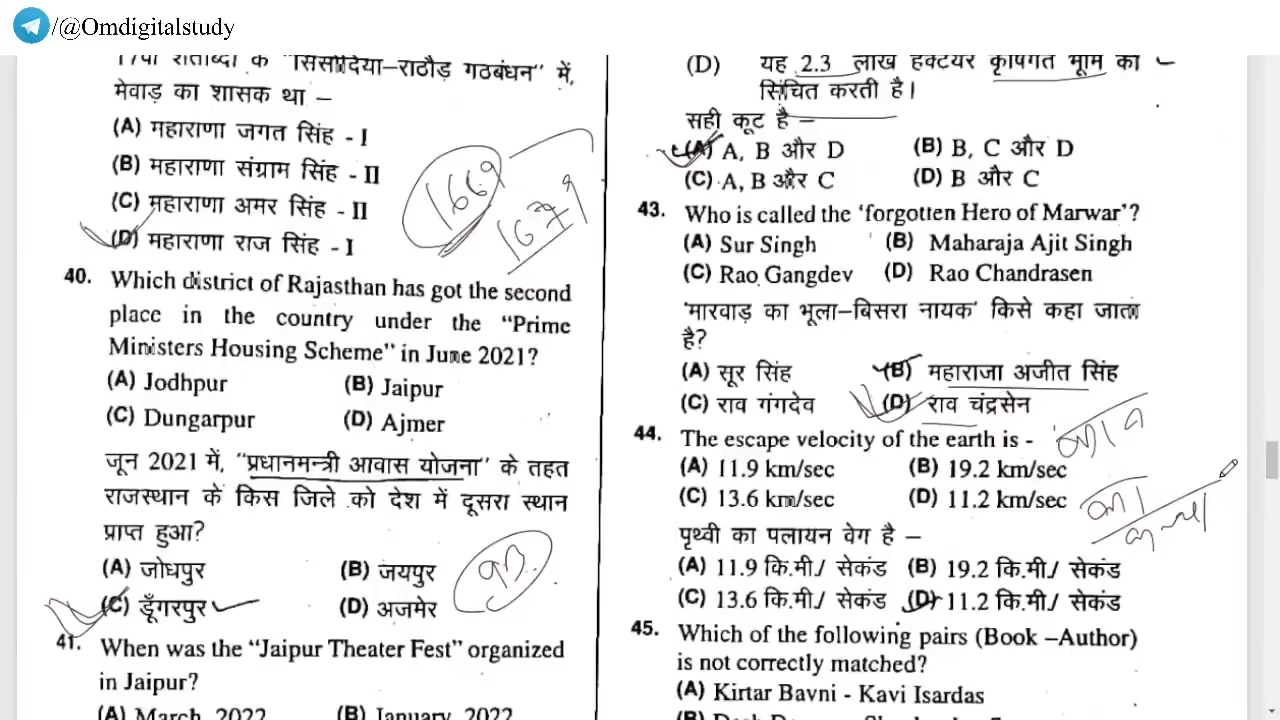 /@Omdigitalstudy
17वीं शताब्दी के "सिसोदिया–राठौड़ गठबंधन" में,
मेवाड़ का शासक था –
(A) महाराणा जगत सिंह - I
(B) महाराणा संग्राम सिंह - II
(C) महाराणा अमर सिंह - II
(D) महाराणा राज सिंह - I
1669
1679
40. Which district of Rajasthan has got the second
place in the country under the “Prime
Ministers Housing Scheme” in June 2021?
(A) Jodhpur (B) Jaipur
(C) Dungarpur (D) Ajmer
जून 2021 में, “प्रधानमन्त्री आवास योजना” के तहत
राजस्थान के किस जिले को देश में दूसरा स्थान
प्राप्त हुआ?
(A) जोधपुर (B) जयपुर
(C) डूँगरपुर (D) अजमेर
41. When was the “Jaipur Theater Fest” organized
in Jaipur?
(A) March, 2022 (B) January, 2022
(D) यह 2.3 लाख हेक्टेयर कृषिगत भूमि को
सिंचित करती है।
सही कूट है –
(A) A, B और D (B) B, C और D
(C) A, B और C (D) B और C
43. Who is called the ‘forgotten Hero of Marwar’?
(A) Sur Singh (B) Maharaja Ajit Singh
(C) Rao Gangdev (D) Rao Chandrasen
'मारवाड़ का भूला–बिसरा नायक' किसे कहा जाता
है?
(A) सूर सिंह (B) महाराजा अजीत सिंह
(C) राव गंगदेव (D) राव चंद्रसेन
44. The escape velocity of the earth is -
(A) 11.9 km/sec (B) 19.2 km/sec
(C) 13.6 km/sec (D) 11.2 km/sec
पृथ्वी का पलायन वेग है –
(A) 11.9 कि.मी./ सेकंड (B) 19.2 कि.मी./ सेकंड
(C) 13.6 कि.मी./ सेकंड (D) 11.2 कि.मी./ सेकंड
45. Which of the following pairs (Book –Author)
is not correctly matched?
(A) Kirtar Bavni - Kavi Isardas